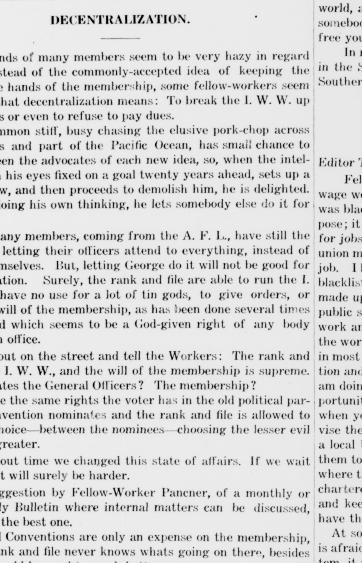 DECENTRALIZATION.
nds of many members seem to be very hazy in regard
stead of the commonly-accepted idea of keeping the
e hands of the membership, some fellow-workers seem
hat decentralization means: To break the I. W. W. up
s or even to refuse to pay dues.
mmon stiff, busy chasing the elusive pork-chop across
s and part of the Pacific Ocean, has small chance to
een the advocates of each new idea, so, when the intel-
h his eyes fixed on a goal twenty years ahead, sets up a
w, and then proceeds to demolish him, he is delighted.
doing his own thinking, he lets somebody else do it for
any members, coming from the A. F. L., have still the
letting their officers attend to everything, instead of
mselves. But, letting George do it will not be good for
ation. Surely, the rank and file are able to run the I.
have no use for a lot of tin gods, to give orders, or
will of the membership, as has been done several times
d which seems to be a God-given right of any body
n office.
out on the street and tell the Workers: The rank and
I. W. W., and the will of the membership is supreme.
ates the General Officers? The membership?
e the same rights the voter has in the old political par-
nvention nominates and the rank and file is allowed to
hoice—between the nominees—choosing the lesser evil
greater.
out time we changed this state of affairs. If we wait
t will surely be harder.
ggestion by Fellow-Worker Pancner, of a monthly or
ly Bulletin where internal matters can be discussed,
the best one.
l Conventions are only an expense on the membership,
nk and file never knows whats going on there, besides
world, a
somebod
free you
In r
in the S
Souther
Editor T
Fel
wage w
was bla
pose; it
for jobs
union m
job. I h
blacklis
made up
public s
work an
the wor
in most
tion and
am doin
portunit
when yo
vise the
a local
them to
where t
charter
and kee
have th
At so
is afraid